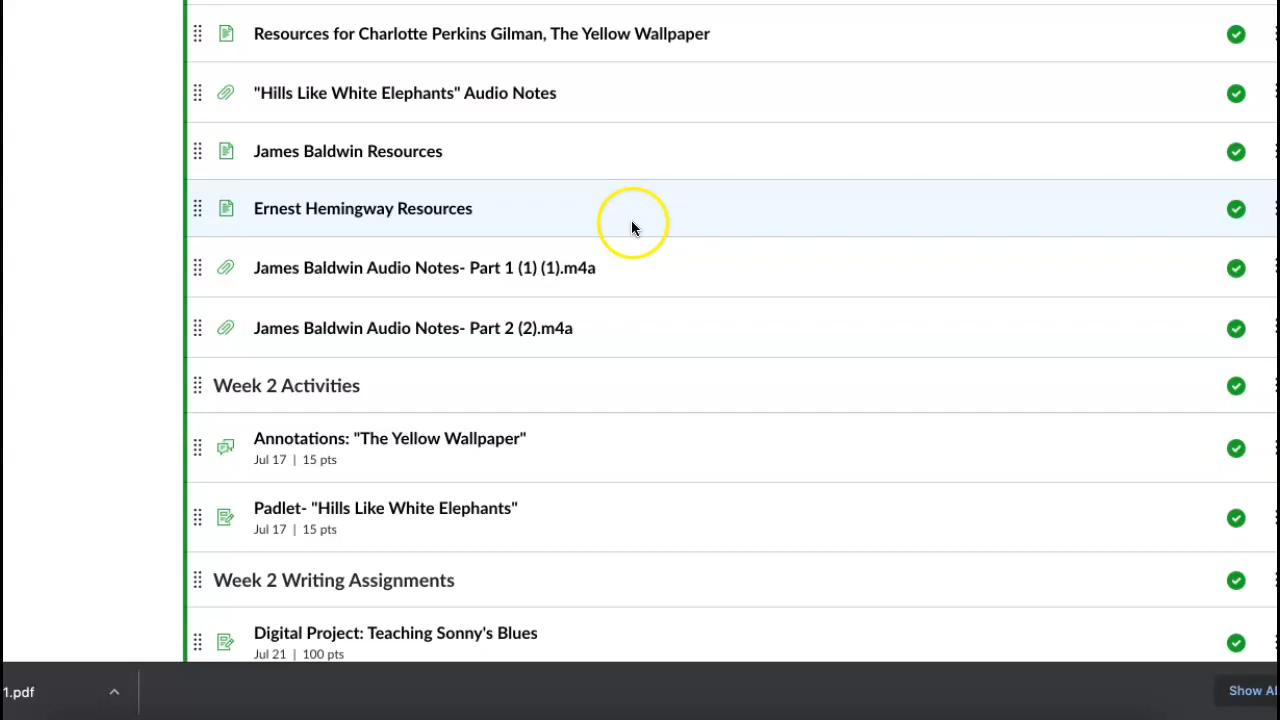 Resources for Charlotte Perkins Gilman, The Yellow Wallpaper
"Hills Like White Elephants" Audio Notes
James Baldwin Resources
Ernest Hemingway Resources
James Baldwin Audio Notes- Part 1 (1) (1).m4a
James Baldwin Audio Notes- Part 2 (2).m4a
Week 2 Activities
Annotations: "The Yellow Wallpaper"
Jul 17 | 15 pts
Padlet- "Hills Like White Elephants"
Jul 17 | 15 pts
Week 2 Writing Assignments
Digital Project: Teaching Sonny's Blues
Jul 21 | 100 pts
1.pdf
Show Al